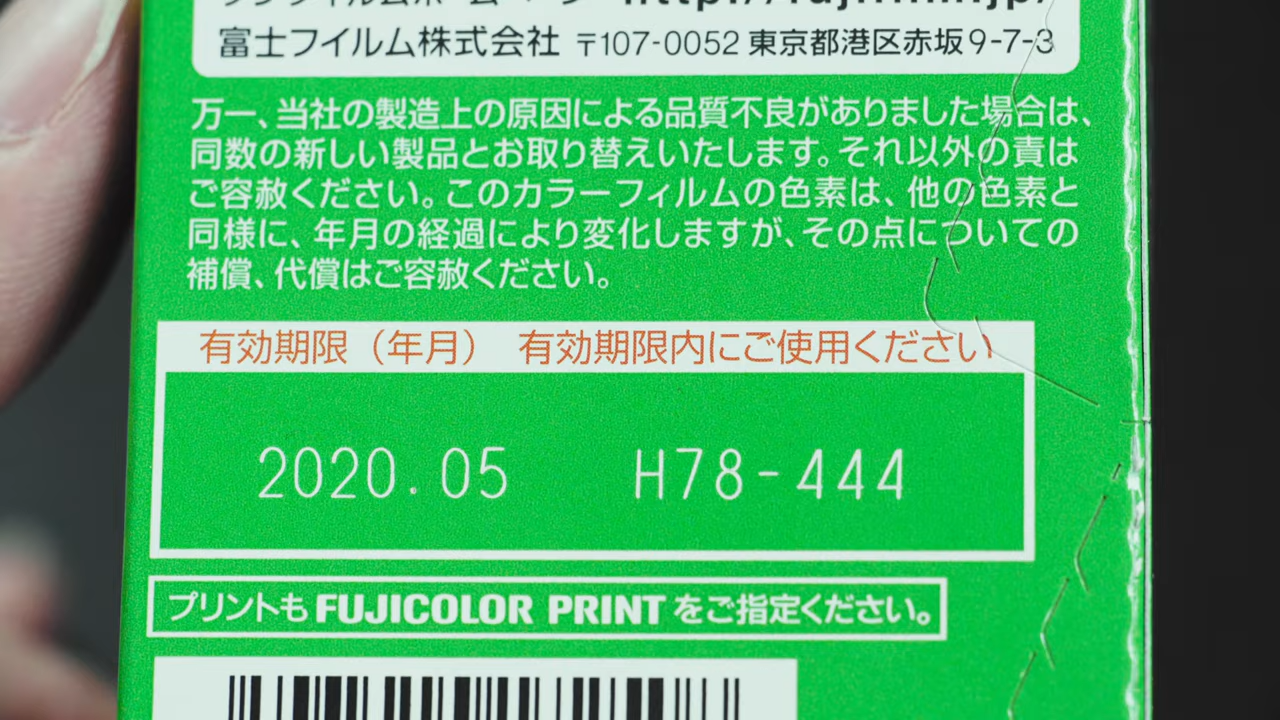 富士フイルム株式会社 〒107-0052 東京都港区赤坂9-7-3
万一、当社の製造上の原因による品質不良がありました場合は、
同数の新しい製品とお取り替えいたします。それ以外の責は
ご容赦ください。このカラーフィルムの色素は、他の色素と
同様に、年月の経過により変化しますが、その点についての
補償、代償はご容赦ください。
有効期限（年月） 有効期限内にご使用ください
2020.05 H78-444
プリントも FUJICOLOR PRINT をご指定ください。